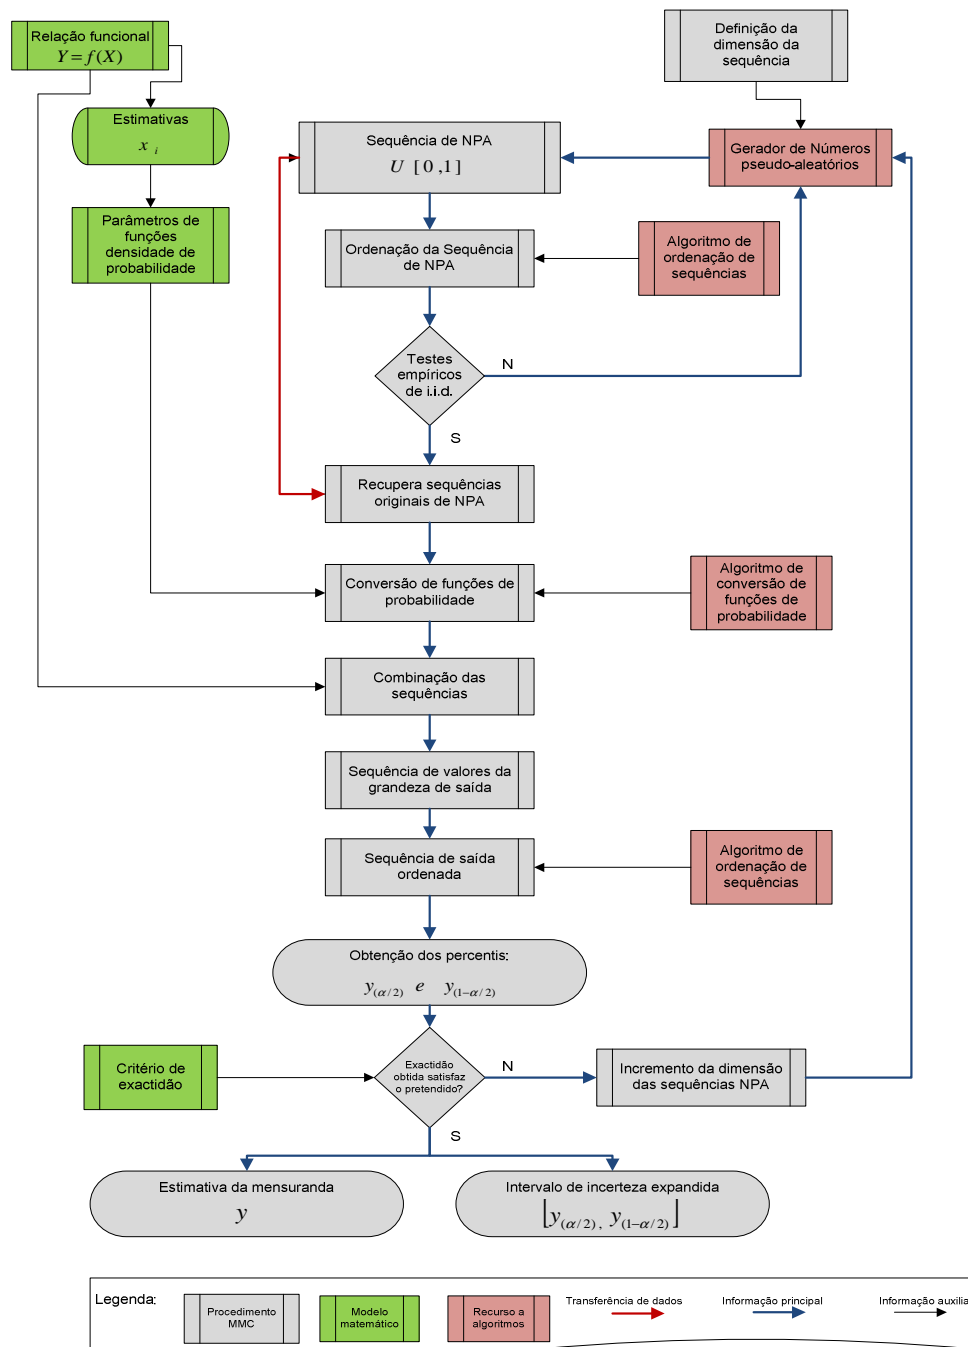 Relação funcional
Y = f(X)
Definição da
dimensão da
sequência
Estimativas
x i
Sequência de NPA
U [0,1]
Gerador de Números
pseudo-aleatórios
Parâmetros de
funções
densidade de
probabilidade
Ordenação da Sequência
de NPA
Algoritmo de
ordenação de
sequências
Testes
empíricos
de i.i.d.
N
S
Recupera sequências
originais de NPA
Conversão de funções de
probabilidade
Algoritmo de
conversão de
funções de
probabilidade
Combinação das
sequências
Sequência de valores da
grandeza de saída
Sequência de saída
ordenada
Algoritmo de
ordenação de
sequências
Obtenção dos percentis:
y(α/2) e y(1−α/2)
Critério de
exactidão
Exactidão
obtida satisfaz
o pretendido?
N
Incremento da dimensão
das sequências NPA
S
Estimativa da mensuranda
y
Intervalo de incerteza expandida
[y(α/2), y(1−α/2)]
Legenda:
Procedimento
MMC
Modelo
matemático
Recurso a
algoritmos
Transferência de dados
Informação principal
Informação auxilia